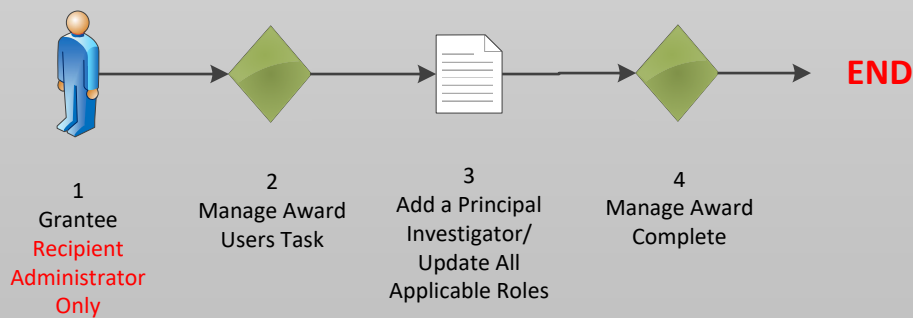 END
1
Grantee
Recipient
Administrator
Only
2
Manage Award
Users Task
3
Add a Principal
Investigator/
Update All
Applicable Roles
4
Manage Award
Complete